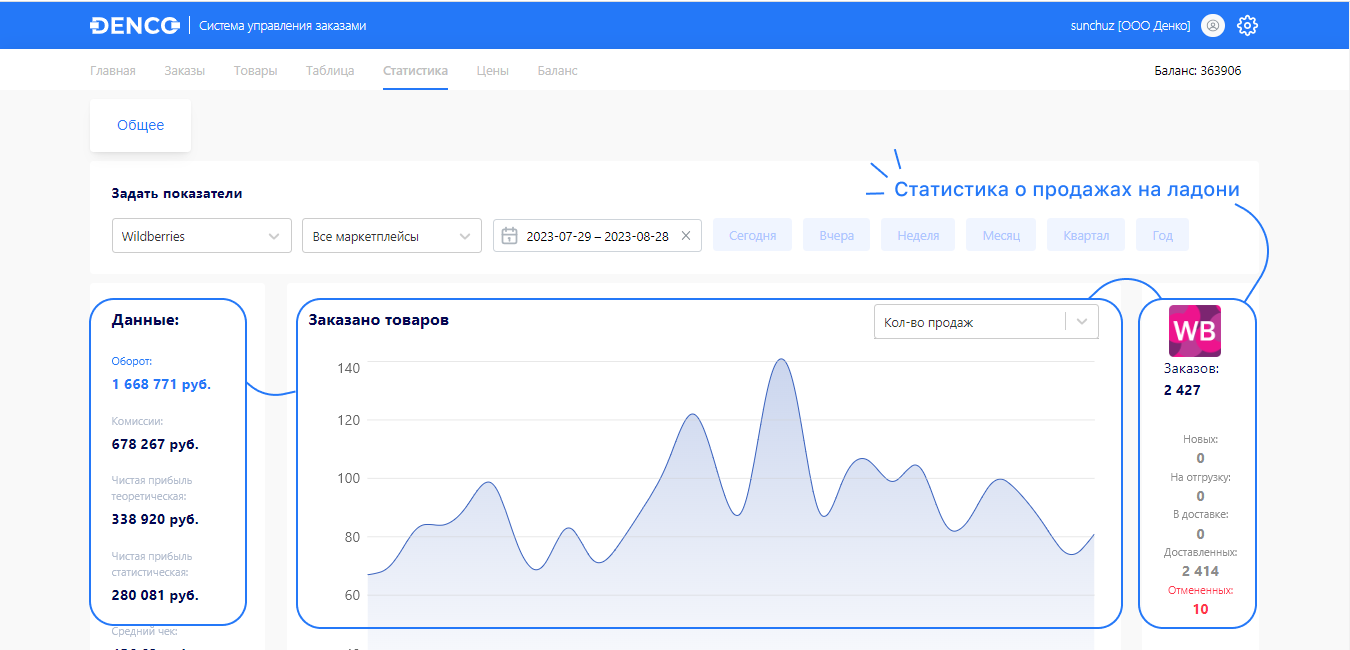 DENCO
Система управления заказами
sunchuz [ООО Денко]
Главная Заказы Товары Таблица Статистика Цены Баланс
Баланс: 363906
Общее
Статистика о продажах на ладони
Задать показатели
Wildberries
Все маркетплейсы
2023-07-29 – 2023-08-28
Сегодня Вчера Неделя Месяц Квартал Год
Данные:
Оборот:
1 668 771 руб.
Комиссии:
678 267 руб.
Чистая прибыль
теоретическая:
338 920 руб.
Чистая прибыль
статистическая:
280 081 руб.
Средний чек:
Заказано товаров
Кол-во продаж
140
120
100
80
60
WB
Заказов:
2 427
Новых:
0
На отгрузку:
0
В доставке:
0
Доставленных:
2 414
Отмененных:
10